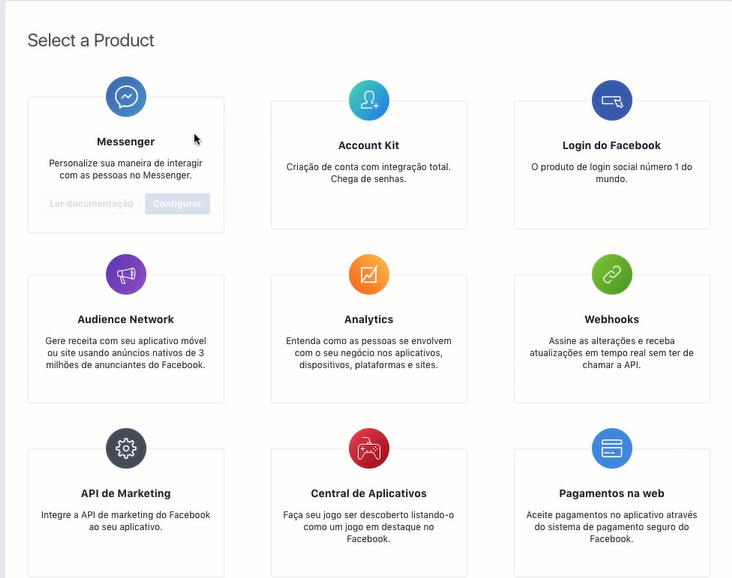 Select a Product
Messenger
Personalize sua maneira de interagir
com as pessoas no Messenger.
Ler documentação
Configurar
Account Kit
Criação de conta com integração total.
Chega de senhas.
Login do Facebook
O produto de login social número 1 do
mundo.
Audience Network
Gere receita com seu aplicativo móvel
ou site usando anúncios nativos de 3
milhões de anunciantes do Facebook.
Analytics
Entenda como as pessoas se envolvem
com o seu negócio nos aplicativos,
dispositivos, plataformas e sites.
Webhooks
Assine as alterações e receba
atualizações em tempo real sem ter de
chamar a API.
API de Marketing
Integre a API de marketing do Facebook
ao seu aplicativo.
Central de Aplicativos
Faça seu jogo ser descoberto listando-o
como um jogo em destaque no
Facebook.
Pagamentos na web
Aceite pagamentos no aplicativo através
do sistema de pagamento seguro do
Facebook.